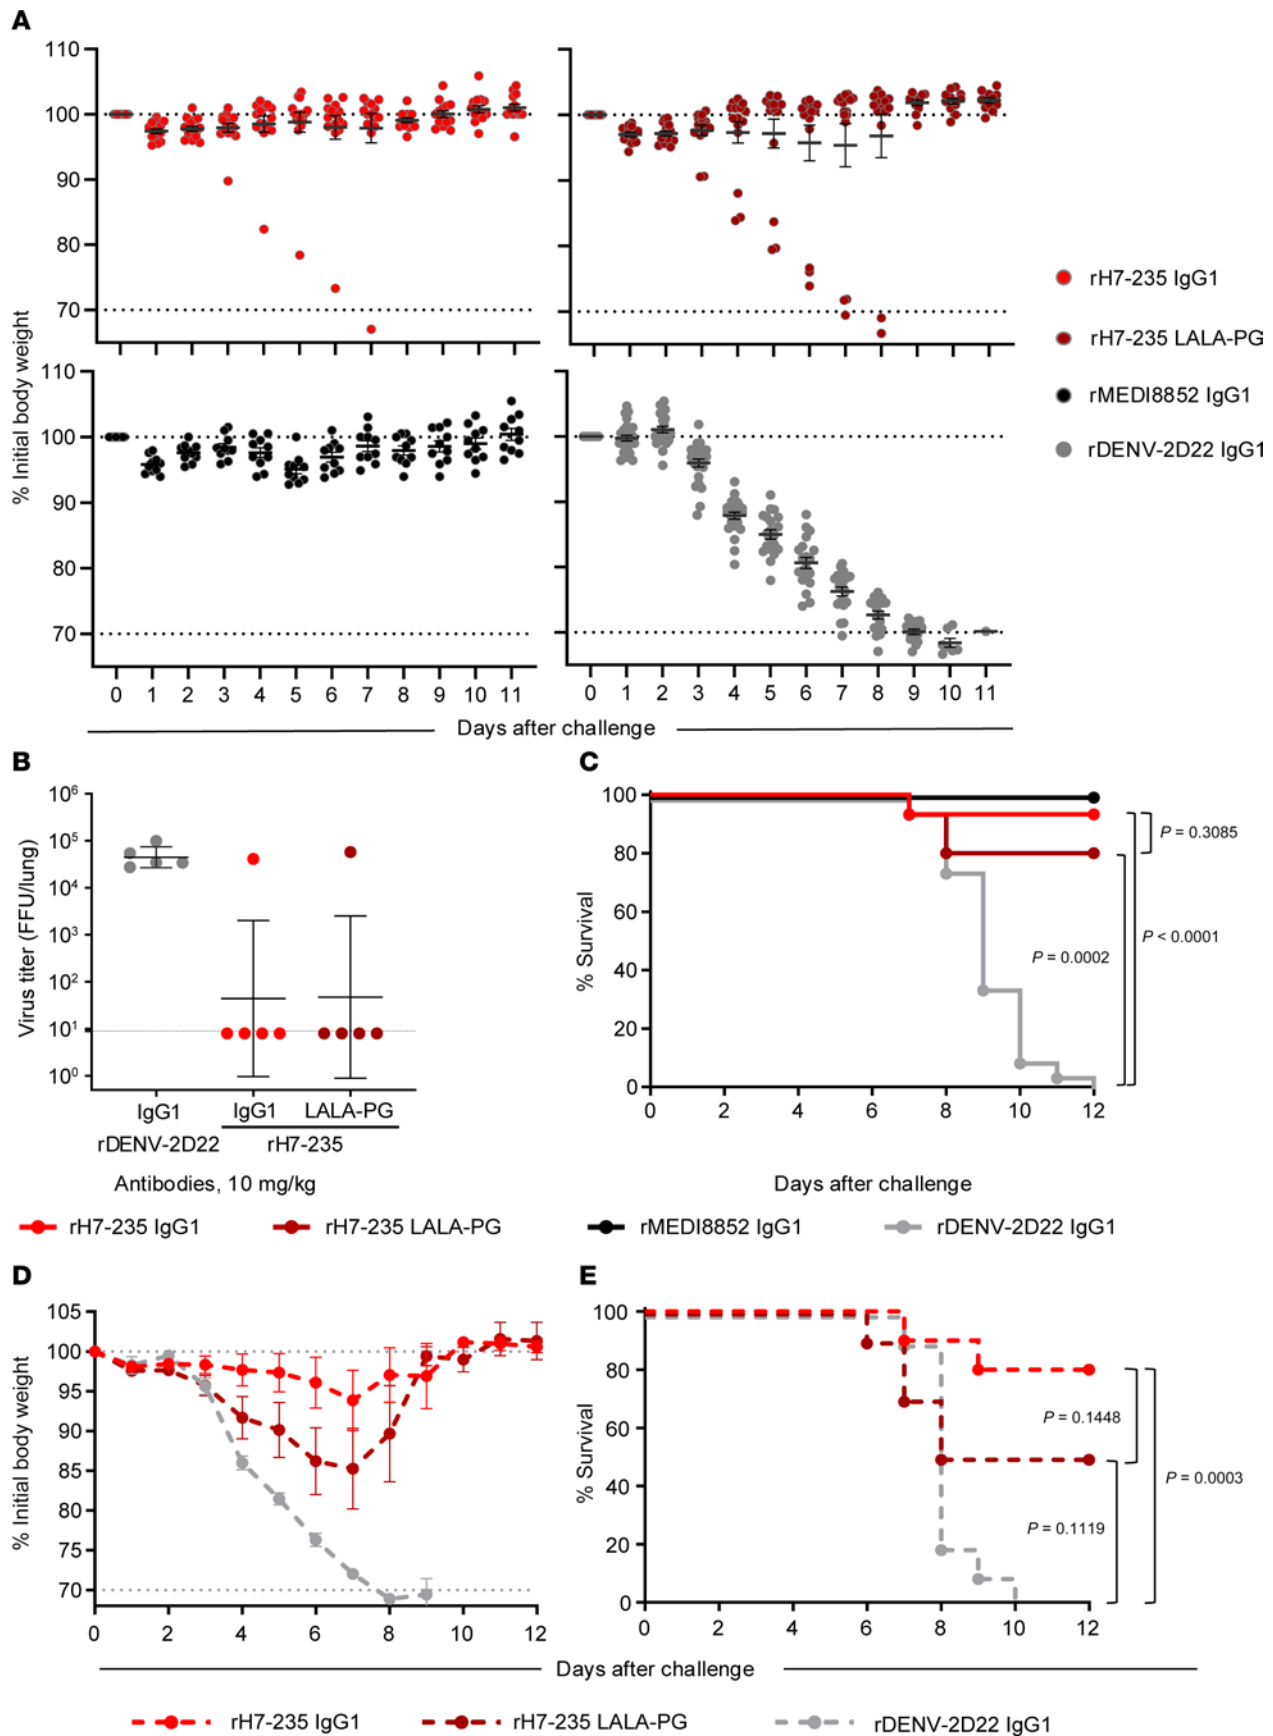 A
110
100
90
80
70
110
100
90
80
70
% Initial body weight
rH7-235 IgG1
rH7-235 LALA-PG
rMEDI8852 IgG1
rDENV-2D22 IgG1
0 1 2 3 4 5 6 7 8 9 10 11
0 1 2 3 4 5 6 7 8 9 10 11
Days after challenge
B
10⁶
10⁵
10⁴
10³
10²
10¹
10⁰
Virus titer (FFU/lung)
IgG1 IgG1 LALA-PG
rDENV-2D22 rH7-235
Antibodies, 10 mg/kg
C
100
80
60
40
20
0
% Survival
P = 0.3085
P < 0.0001
P = 0.0002
0 2 4 6 8 10 12
Days after challenge
rH7-235 IgG1 rH7-235 LALA-PG rMEDI8852 IgG1 rDENV-2D22 IgG1
D
105
100
95
90
85
80
75
70
% Initial body weight
0 2 4 6 8 10 12
E
100
80
60
40
20
0
% Survival
P = 0.1448
P = 0.0003
P = 0.1119
0 2 4 6 8 10 12
Days after challenge
rH7-235 IgG1 rH7-235 LALA-PG rDENV-2D22 IgG1